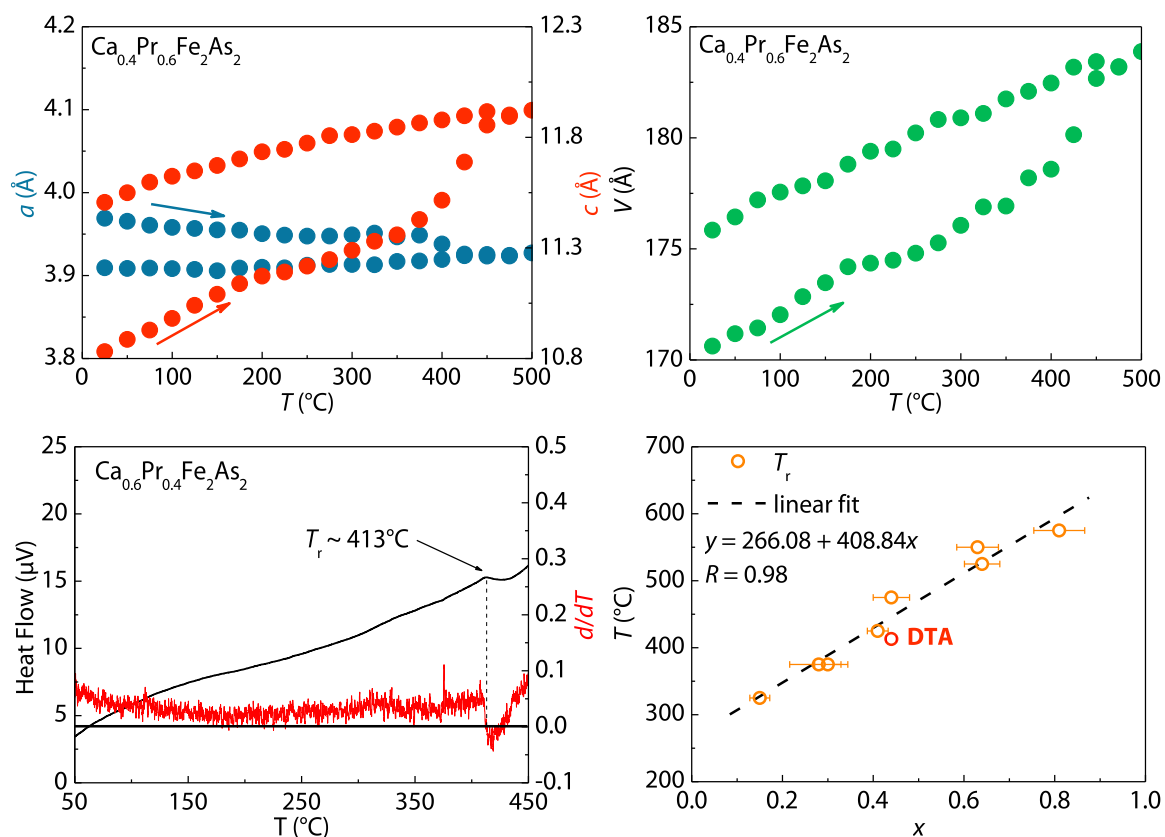 4.2
4.1
4.0
3.9
3.8
a (Å)
Ca0.4Pr0.6Fe2As2
12.3
11.8
11.3
10.8
c (Å)
0 100 200 300 400 500
T (°C)
185
180
175
170
V (Å)
Ca0.4Pr0.6Fe2As2
0 100 200 300 400 500
T (°C)
25
20
15
10
5
0
Heat Flow (μV)
Ca0.6Pr0.4Fe2As2
Tr ~ 413°C
0.5
0.4
0.3
0.2
0.1
0.0
-0.1
d/dT
50 150 250 350 450
T (°C)
700
600
500
400
300
200
T (°C)
Tr
linear fit
y = 266.08 + 408.84x
R = 0.98
DTA
0.0 0.2 0.4 0.6 0.8 1.0
x